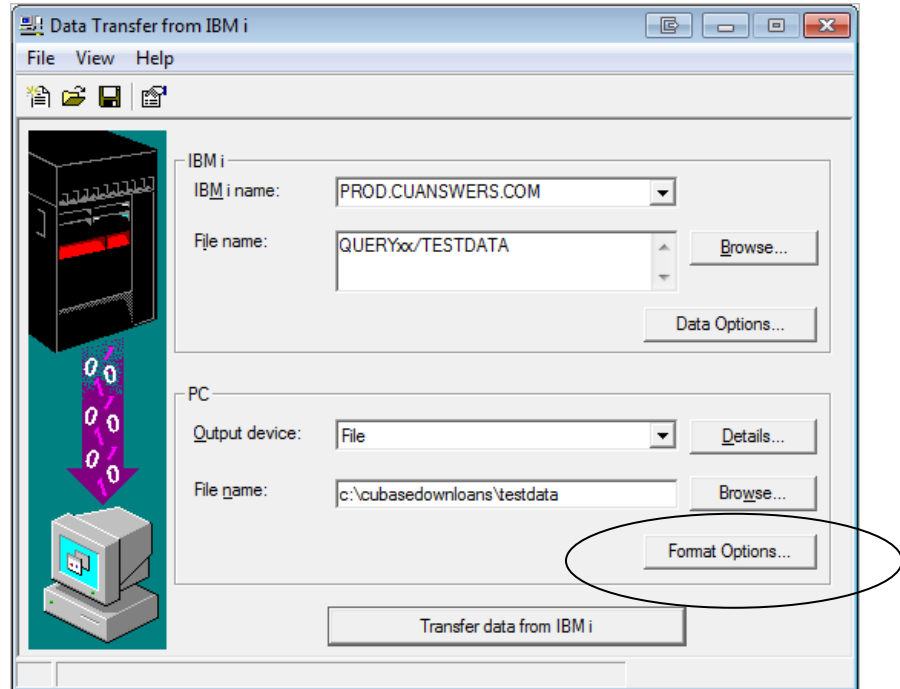 Data Transfer from IBM i
File View Help
IBM i
IBM i name:
PROD.CUANSWERS.COM
File name:
QUERYxx/TESTDATA
Browse...
Data Options...
PC
Output device:
File
Details...
File name:
c:\cubasedownloans\testdata
Browse...
Format Options...
Transfer data from IBM i